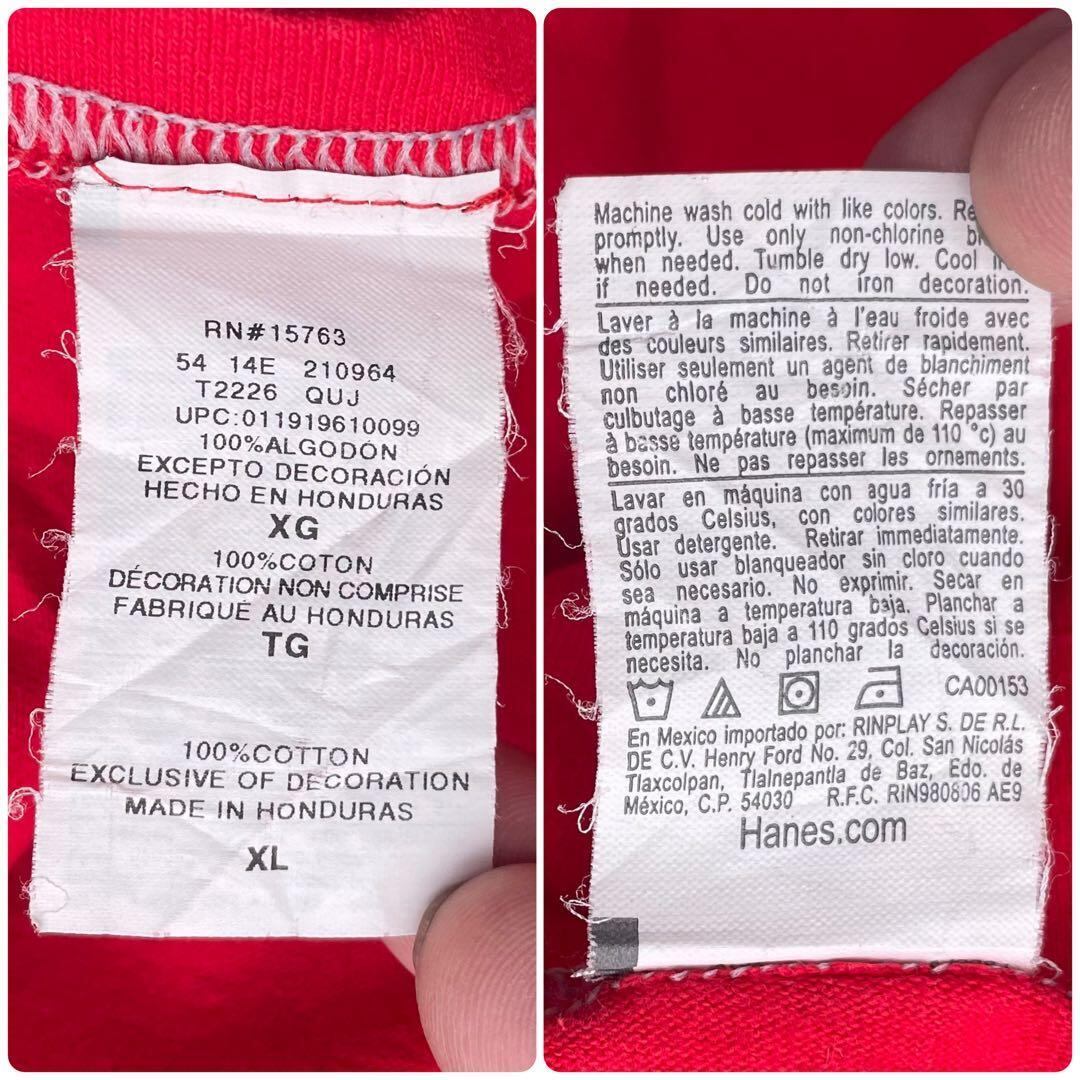 RN#15763
54 14E 210964
T2226 QUJ
UPC:011919610099
100%ALGODÓN
EXCEPTO DECORACIÓN
HECHO EN HONDURAS
XG
100%COTON
DÉCORATION NON COMPRISE
FABRIQUÉ AU HONDURAS
TG
100%COTTON
EXCLUSIVE OF DECORATION
MADE IN HONDURAS
XL
Machine wash cold with like colors.
promptly. Use only non-chlorine
when needed. Tumble dry low. Cool
if needed. Do not iron decoration.
Laver à la machine à l'eau froide avec
des couleurs similaires. Retirer rapidement.
Utiliser seulement un agent de blanchiment
non chloré au besoin. Sécher par
culbutage à basse température. Repasser
à basse température (maximum de 110 °c) au
besoin. Ne pas repasser les ornements.
Lavar en máquina con agua fría a 30
grados Celsius, con colores similares.
Usar detergente. Retirar immediatamente.
Sólo usar blanqueador sin cloro cuando
sea necesario. No exprimir. Secar en
máquina a temperatura baja. Planchar a
temperatura baja a 110 grados Celsius si se
necesita. No planchar la decoración.
CA00153
En Mexico importado por: RINPLAY S. DE R.L.
DE C.V. Henry Ford No. 29, Col. San Nicolás
Tlaxcolpan, Tlalnepantla de Baz, Edo. de
México, C.P. 54030 R.F.C. RIN980806 AE9
Hanes.com